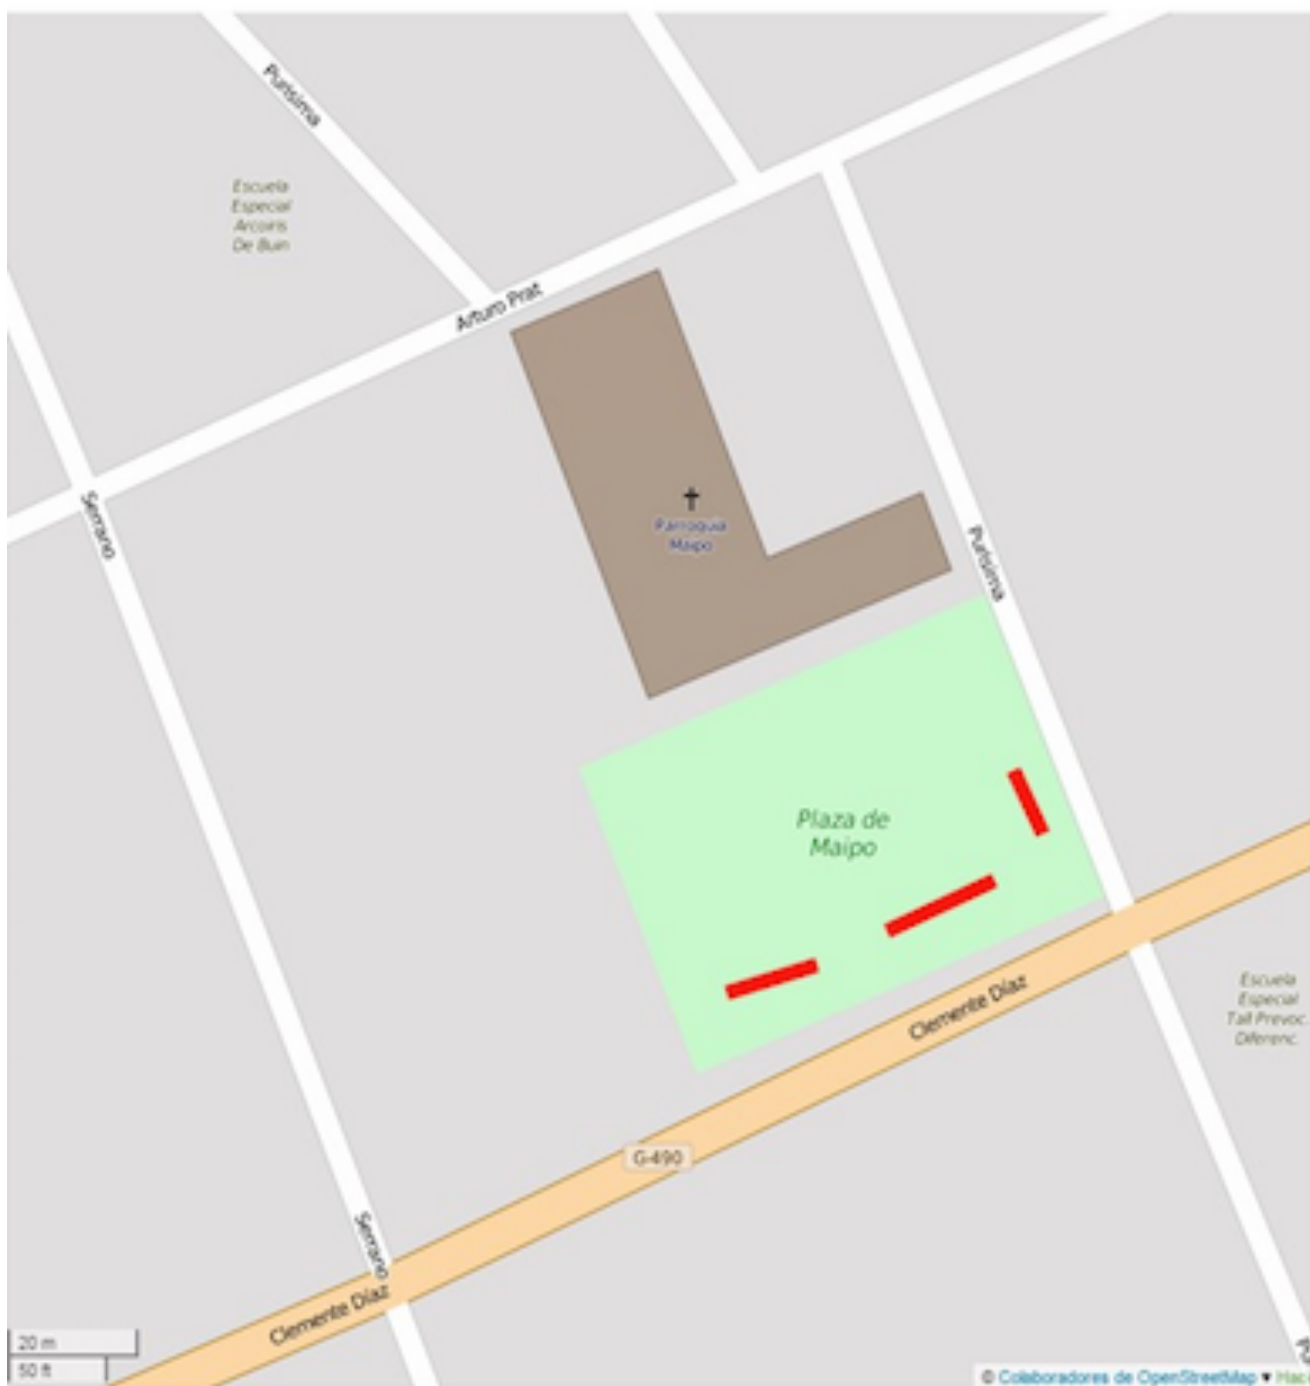 Purísima
Escuela
Especial
Arcoiris
De Buin
Arturo Prat
Serrano
Parroquia
Maipo
Purísima
Plaza de
Maipo
Clemente Díaz
Escuela
Especial
Tall Prevoc
Diferenc.
G-490
Serrano
Clemente Díaz
20 m
50 ft
© Colaboradores de OpenStreetMap ♥